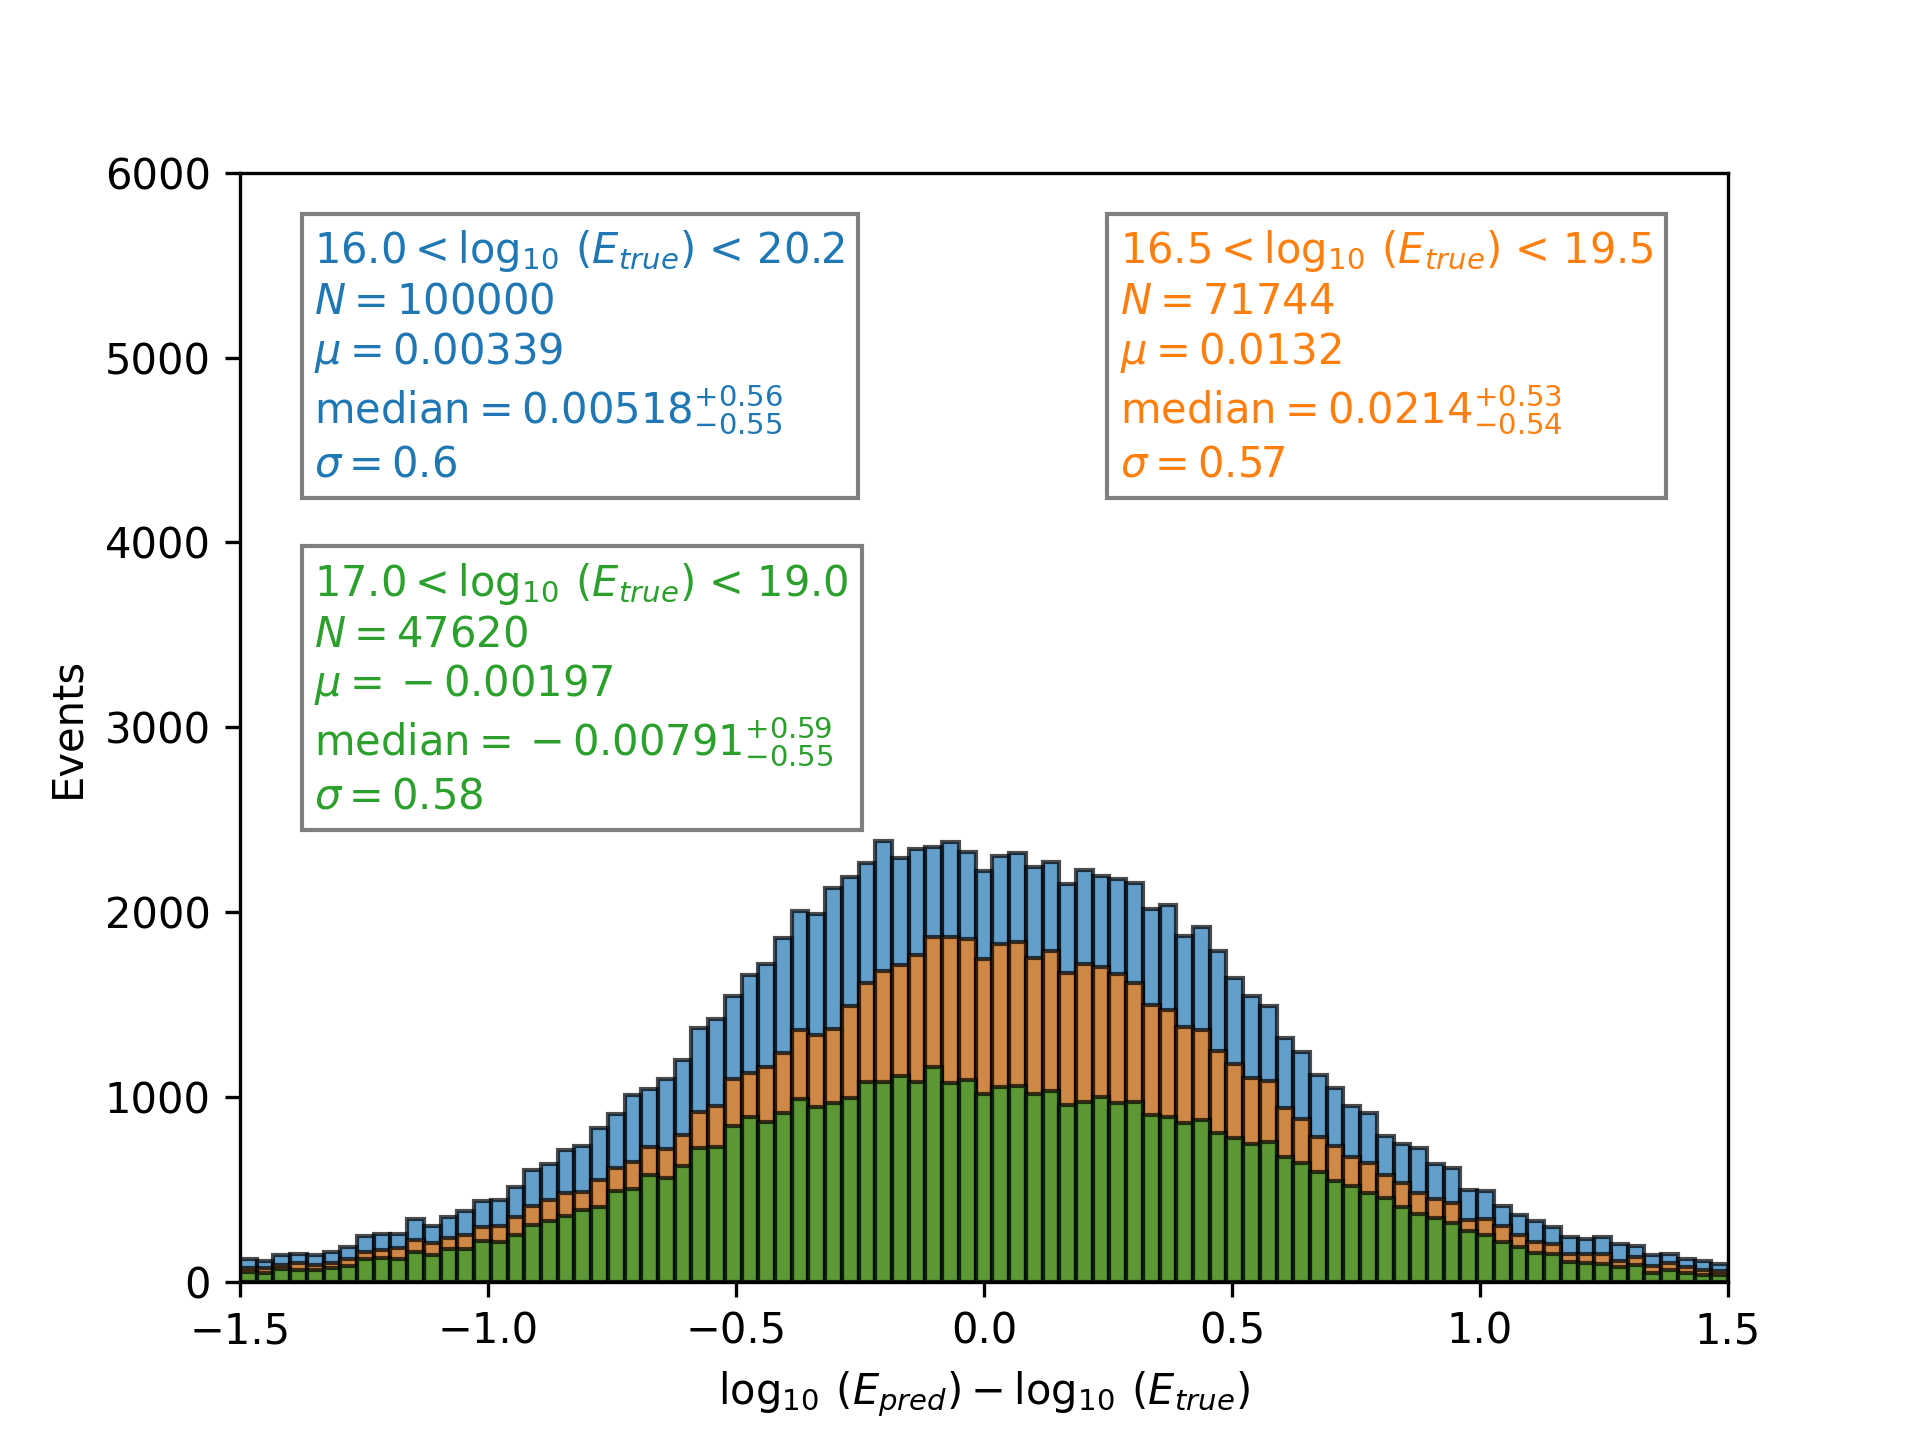 6000
5000
4000
3000
2000
1000
0
Events
16.0 < log₁₀ (E_true) < 20.2
N = 100000
μ = 0.00339
median = 0.00518 +0.56 −0.55
σ = 0.6
16.5 < log₁₀ (E_true) < 19.5
N = 71744
μ = 0.0132
median = 0.0214 +0.53 −0.54
σ = 0.57
17.0 < log₁₀ (E_true) < 19.0
N = 47620
μ = −0.00197
median = −0.00791 +0.59 −0.55
σ = 0.58
−1.5 −1.0 −0.5 0.0 0.5 1.0 1.5
log₁₀ (E_pred) − log₁₀ (E_true)